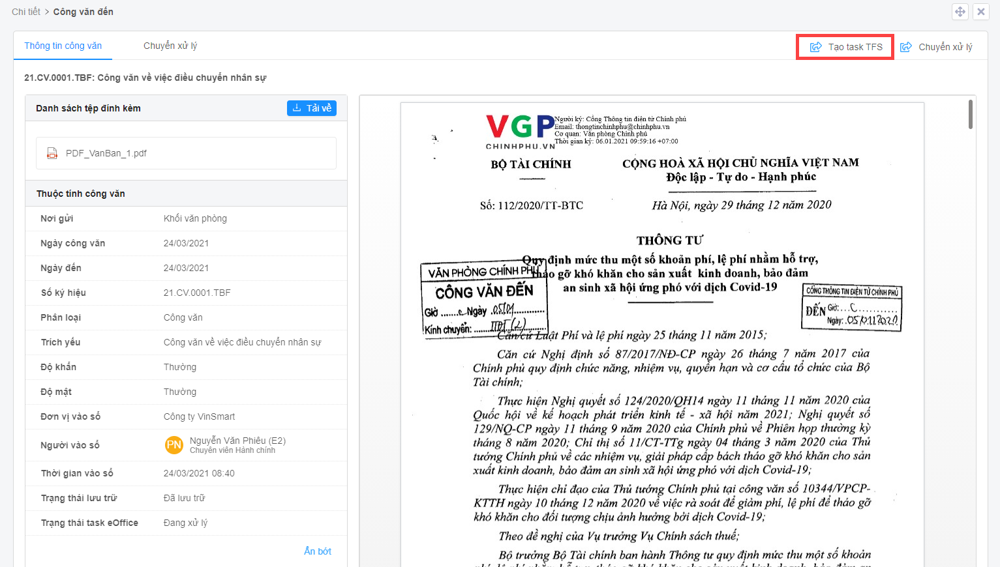 Chi tiết > Công văn đến
Thông tin công văn
Chuyển xử lý
Tạo task TFS
Chuyển xử lý
21.CV.0001.TBF: Công văn về việc điều chuyển nhân sự
Danh sách tệp đính kèm
Tải về
PDF_VanBan_1.pdf
Thuộc tính công văn
Nơi gửi Khối văn phòng
Ngày công văn 24/03/2021
Ngày đến 24/03/2021
Số ký hiệu 21.CV.0001.TBF
Phân loại Công văn
Trích yếu Công văn về việc điều chuyển nhân sự
Độ khẩn Thường
Độ mật Thường
Đơn vị vào sổ Công ty VinSmart
Người vào sổ PN Nguyễn Văn Phiêu (E2)
Chuyên viên Hành chính
Thời gian vào sổ 24/03/2021 08:40
Trạng thái lưu trữ Đã lưu trữ
Trạng thái task eOffice Đang xử lý
Ẩn bớt
VGP
CHINHPHU.VN
Người ký: Cổng Thông tin điện tử Chính phủ
Email: thongtinchinhphu@chinhphu.vn
Cơ quan: Văn phòng Chính phủ
Thời gian ký: 06.01.2021 09:59:16 +07:00
BỘ TÀI CHÍNH
CỘNG HOÀ XÃ HỘI CHỦ NGHĨA VIỆT NAM
Độc lập - Tự do - Hạnh phúc
Số: 112/2020/TT-BTC
Hà Nội, ngày 29 tháng 12 năm 2020
THÔNG TƯ
Quy định mức thu một số khoản phí, lệ phí nhằm hỗ trợ,
tháo gỡ khó khăn cho sản xuất kinh doanh, bảo đảm
an sinh xã hội ứng phó với dịch Covid-19
VĂN PHÒNG CHÍNH PHỦ
CÔNG VĂN ĐẾN
Giờ ....... Ngày .05/01............
Kính chuyển: ...................
CỔNG THÔNG TIN ĐIỆN TỬ CHÍNH PHỦ
ĐẾN Giờ:...C............
Ngày: .05/01/2020
Căn cứ Luật Phí và lệ phí ngày 25 tháng 11 năm 2015;
Căn cứ Nghị định số 87/2017/NĐ-CP ngày 26 tháng 7 năm 2017 của
Chính phủ quy định chức năng, nhiệm vụ, quyền hạn và cơ cấu tổ chức của Bộ
Tài chính;
Thực hiện Nghị quyết số 124/2020/QH14 ngày 11 tháng 11 năm 2020 của
Quốc hội về kế hoạch phát triển kinh tế - xã hội năm 2021; Nghị quyết số
129/NQ-CP ngày 11 tháng 9 năm 2020 của Chính phủ về Phiên họp thường kỳ
tháng 8 năm 2020; Chỉ thị số 11/CT-TTg ngày 04 tháng 3 năm 2020 của Thủ
tướng Chính phủ về các nhiệm vụ, giải pháp cấp bách tháo gỡ khó khăn cho sản
xuất kinh doanh, bảo đảm an sinh xã hội ứng phó với dịch Covid-19;
Thực hiện chỉ đạo của Thủ tướng Chính phủ tại công văn số 10344/VPCP-
KTTH ngày 10 tháng 12 năm 2020 về việc rà soát để giảm phí, lệ phí để tháo gỡ
khó khăn cho đối tượng chịu ảnh hưởng bởi dịch Covid-19;
Theo đề nghị của Vụ trưởng Vụ Chính sách thuế;
Bộ trưởng Bộ Tài chính ban hành Thông tư quy định mức thu một số khoản